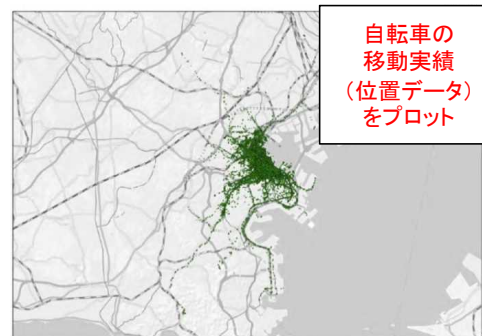 自転車の
移動実績
（位置データ）
をプロット